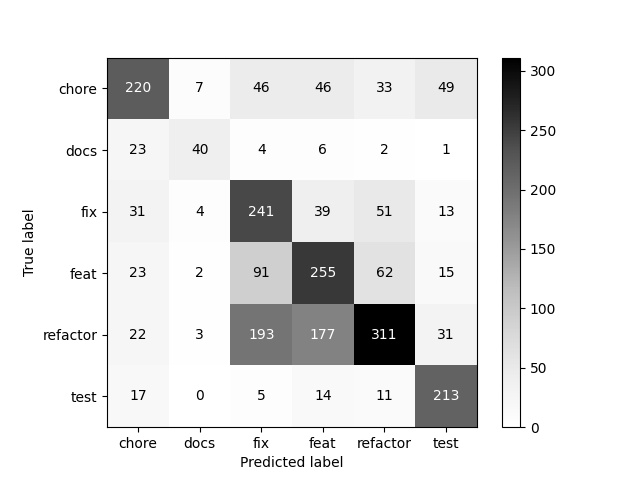 chore 220 7 46 46 33 49
docs 23 40 4 6 2 1
fix 31 4 241 39 51 13
feat 23 2 91 255 62 15
refactor 22 3 193 177 311 31
test 17 0 5 14 11 213
chore docs fix feat refactor test
Predicted label
True label
300
250
200
150
100
50
0